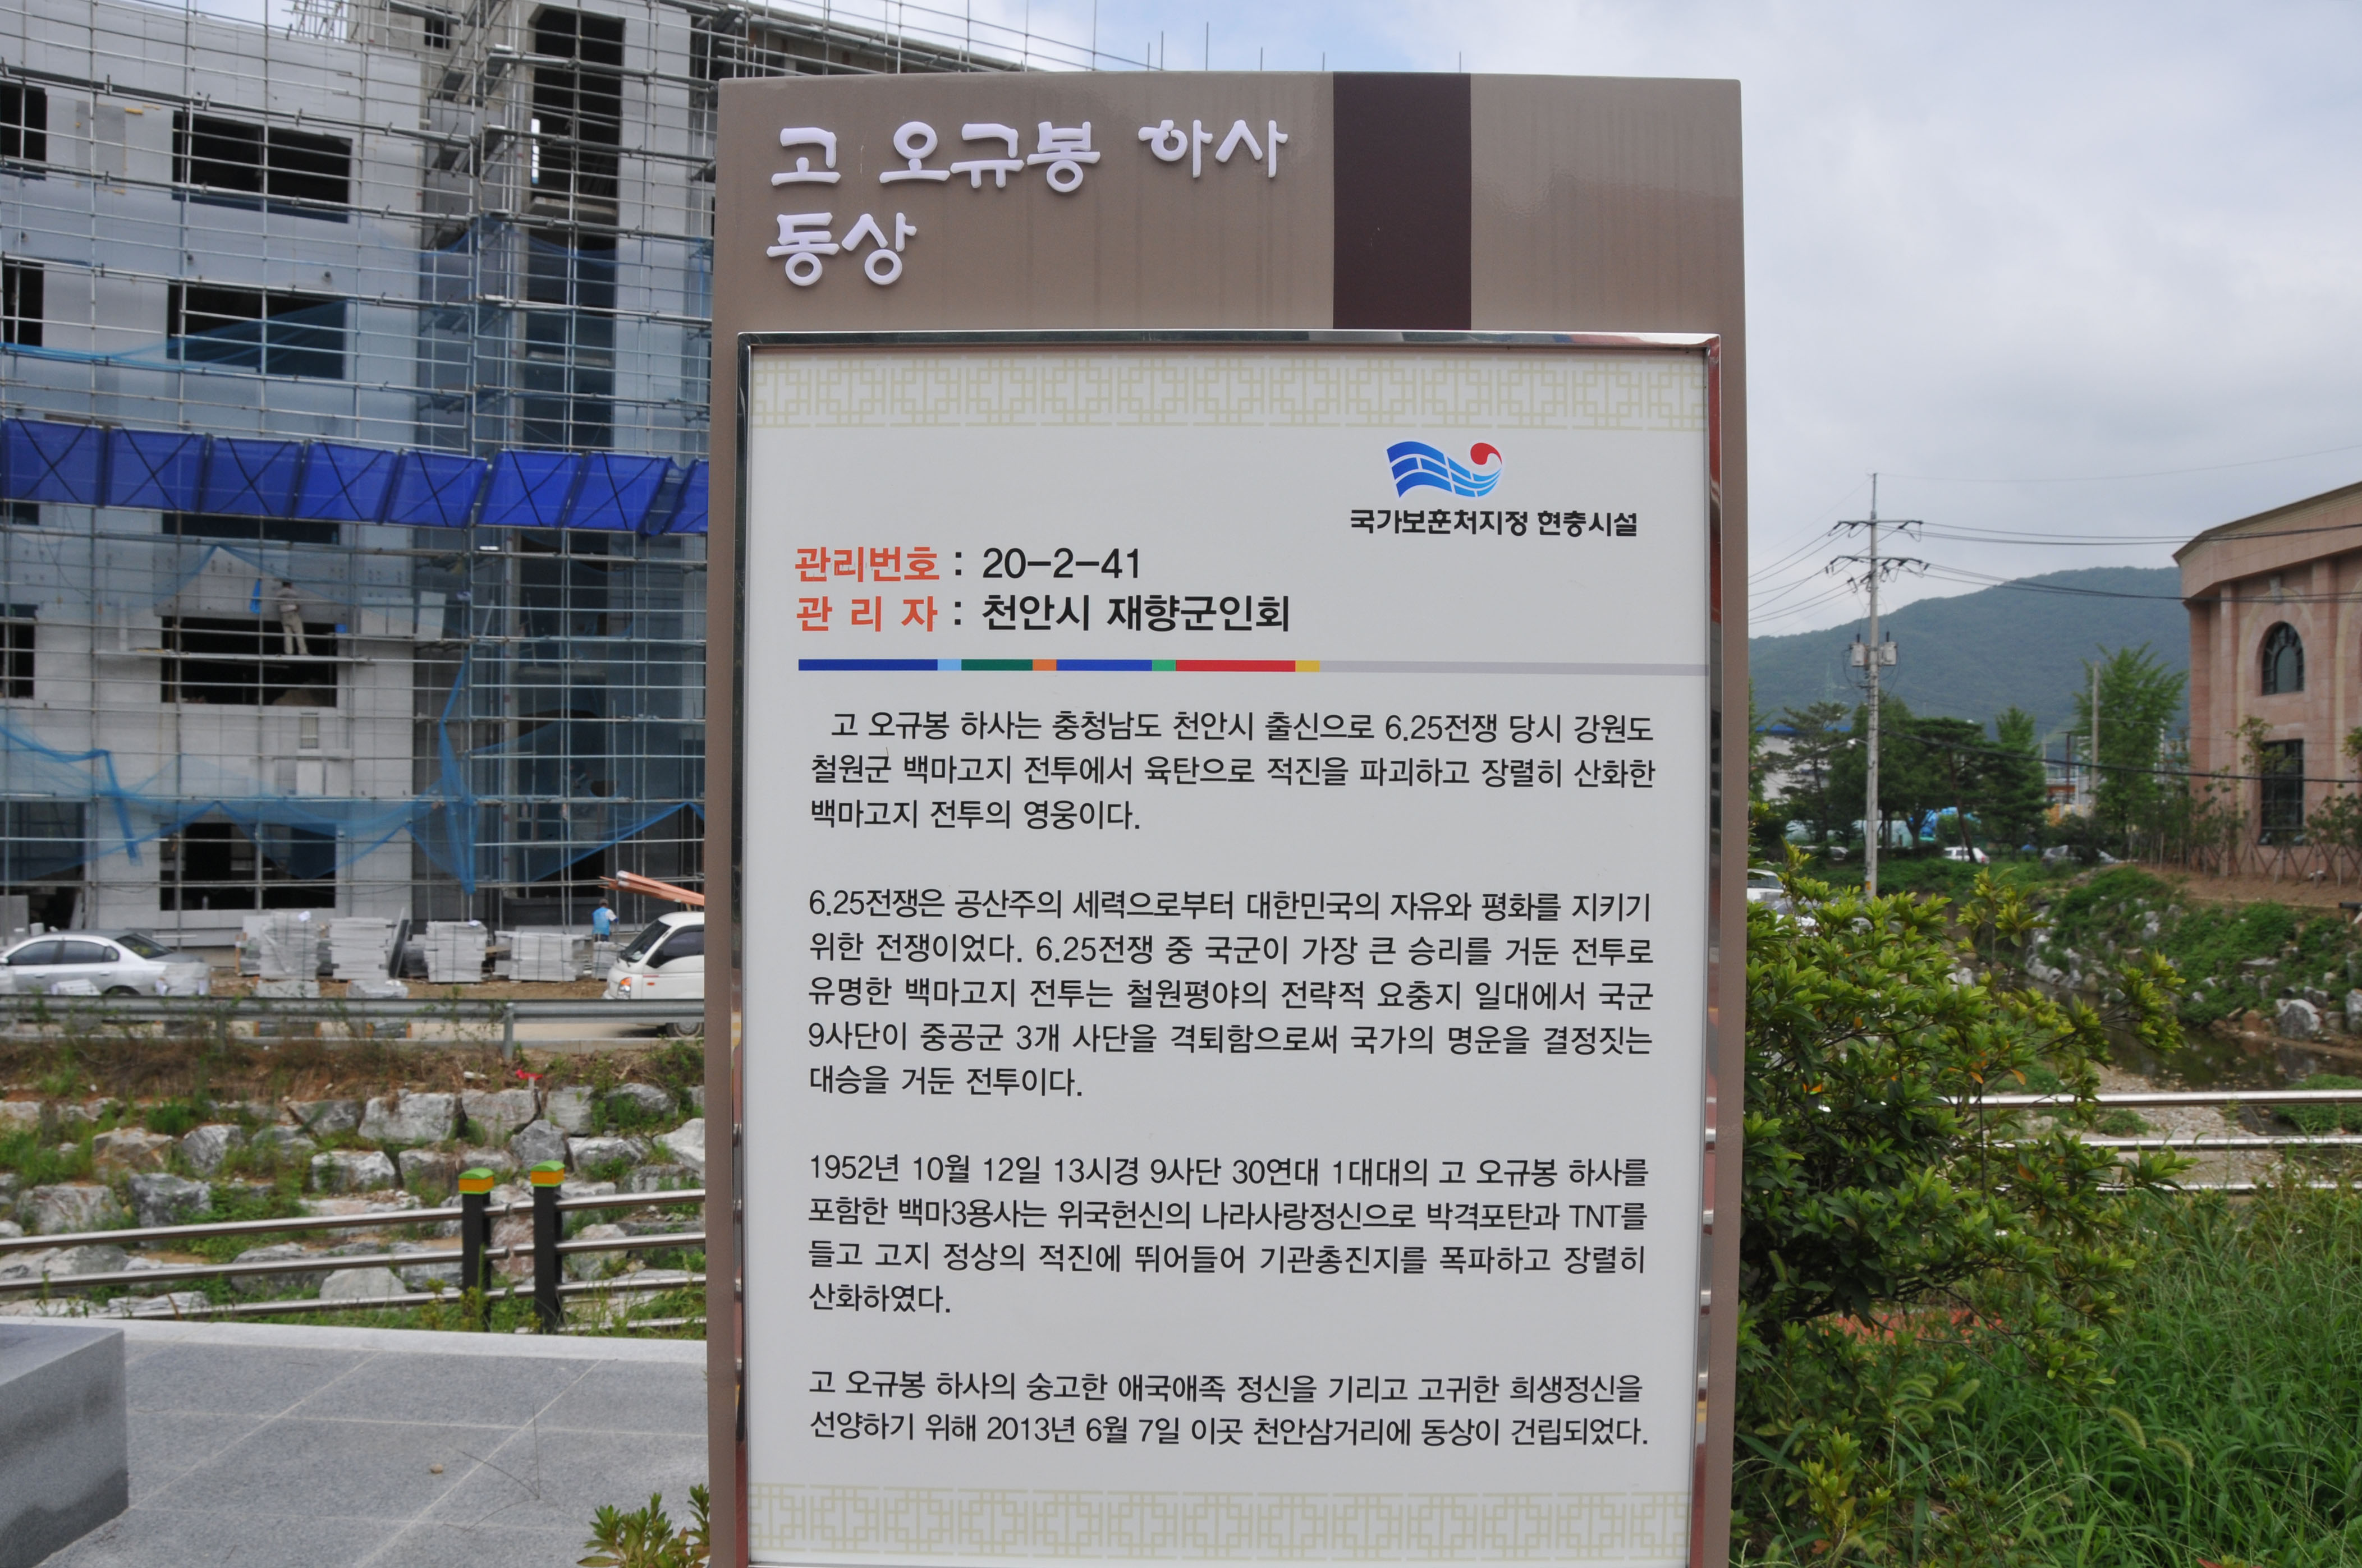 고 오규봉 하사
동상
국가보훈처지정 현충시설
관리번호 : 20-2-41
관 리 자 : 천안시 재향군인회
고 오규봉 하사는 충청남도 천안시 출신으로 6.25전쟁 당시 강원도
철원군 백마고지 전투에서 육탄으로 적진을 파괴하고 장렬히 산화한
백마고지 전투의 영웅이다.
6.25전쟁은 공산주의 세력으로부터 대한민국의 자유와 평화를 지키기
위한 전쟁이었다. 6.25전쟁 중 국군이 가장 큰 승리를 거둔 전투로
유명한 백마고지 전투는 철원평야의 전략적 요충지 일대에서 국군
9사단이 중공군 3개 사단을 격퇴함으로써 국가의 명운을 결정짓는
대승을 거둔 전투이다.
1952년 10월 12일 13시경 9사단 30연대 1대대의 고 오규봉 하사를
포함한 백마3용사는 위국헌신의 나라사랑정신으로 박격포탄과 TNT를
들고 고지 정상의 적진에 뛰어들어 기관총진지를 폭파하고 장렬히
산화하였다.
고 오규봉 하사의 숭고한 애국애족 정신을 기리고 고귀한 희생정신을
선양하기 위해 2013년 6월 7일 이곳 천안삼거리에 동상이 건립되었다.